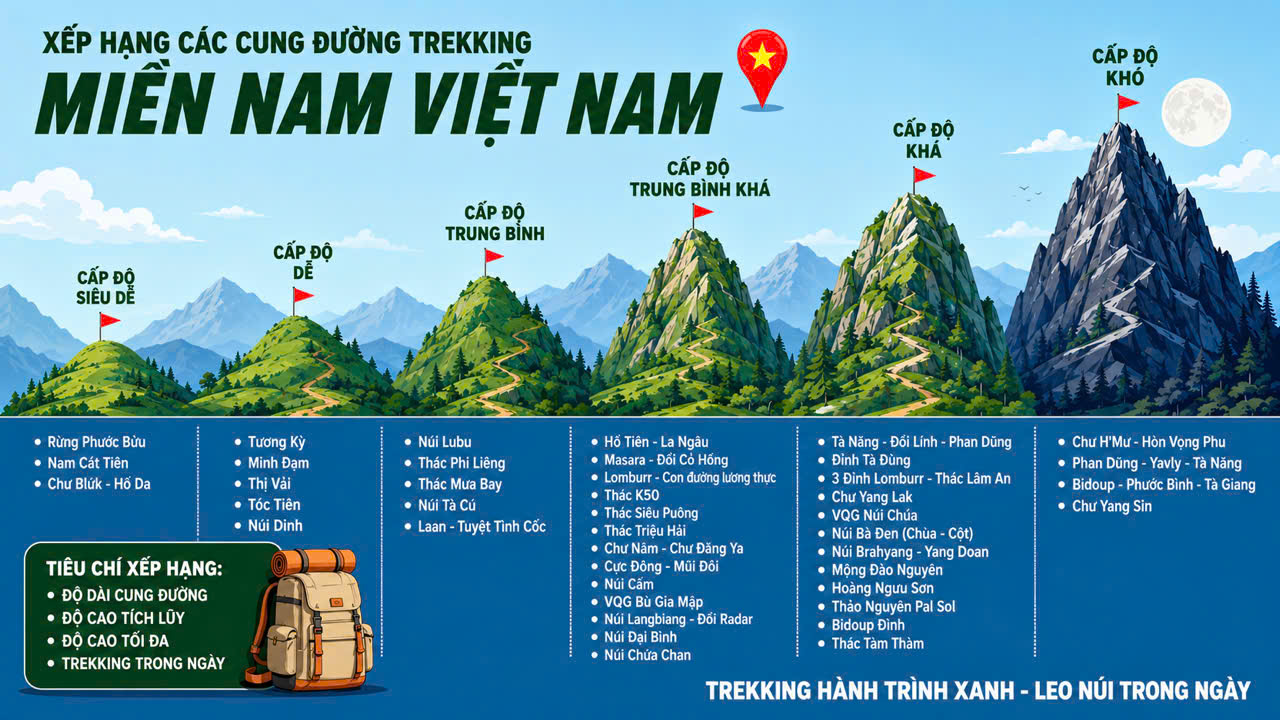 XẾP HẠNG CÁC CUNG ĐƯỜNG TREKKING
MIỀN NAM VIỆT NAM
CẤP ĐỘ
SIÊU DỄ
CẤP ĐỘ
DỄ
CẤP ĐỘ
TRUNG BÌNH
CẤP ĐỘ
TRUNG BÌNH KHÁ
CẤP ĐỘ
KHÁ
CẤP ĐỘ
KHÓ
• Rừng Phước Bửu
• Nam Cát Tiên
• Chư Blứk - Hố Da
• Tương Kỳ
• Minh Đạm
• Thị Vải
• Tóc Tiên
• Núi Dinh
• Núi Lubu
• Thác Phi Liêng
• Thác Mưa Bay
• Núi Tà Cú
• Laan - Tuyệt Tình Cốc
• Hồ Tiên - La Ngâu
• Masara - Đồi Cỏ Hồng
• Lomburr - Con đường lương thực
• Thác K50
• Thác Siêu Puông
• Thác Triệu Hải
• Chư Nâm - Chư Đăng Ya
• Cực Đông - Mũi Đôi
• Núi Cấm
• VQG Bù Gia Mập
• Núi Langbiang - Đồi Radar
• Núi Đại Bình
• Núi Chứa Chan
• Tà Năng - Đồi Lính - Phan Dũng
• Đỉnh Tà Đùng
• 3 Đỉnh Lomburr - Thác Lâm An
• Chư Yang Lak
• VQG Núi Chúa
• Núi Bà Đen (Chùa - Cột)
• Núi Brahyang - Yang Doan
• Mộng Đào Nguyên
• Hoàng Ngưu Sơn
• Thảo Nguyên Pal Sol
• Bidoup Đỉnh
• Thác Tàm Thàm
• Chư H'Mư - Hòn Vọng Phu
• Phan Dũng - Yavly - Tà Năng
• Bidoup - Phước Bình - Tà Giang
• Chư Yang Sin
TIÊU CHÍ XẾP HẠNG:
• ĐỘ DÀI CUNG ĐƯỜNG
• ĐỘ CAO TÍCH LŨY
• ĐỘ CAO TỐI ĐA
• TREKKING TRONG NGÀY
TREKKING HÀNH TRÌNH XANH - LEO NÚI TRONG NGÀY